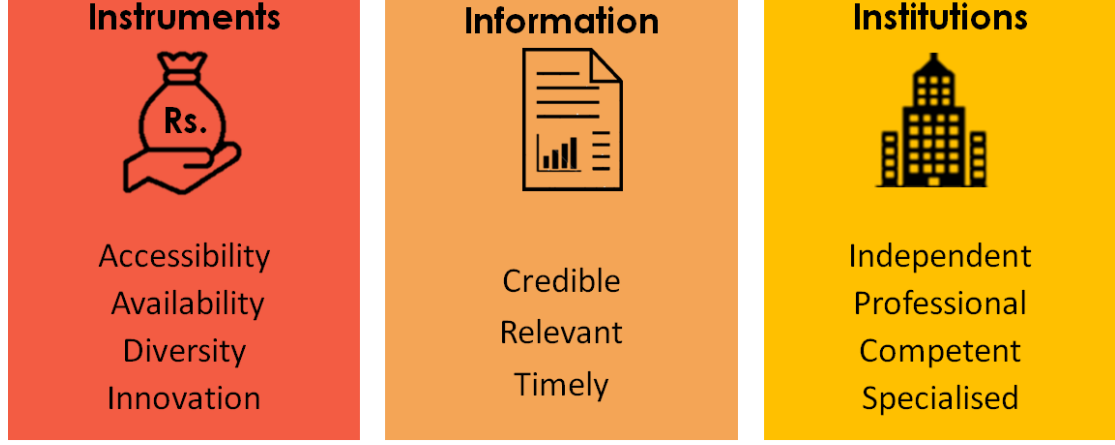 Instruments
Rs.
Accessibility
Availability
Diversity
Innovation
Information
Credible
Relevant
Timely
Institutions
Independent
Professional
Competent
Specialised